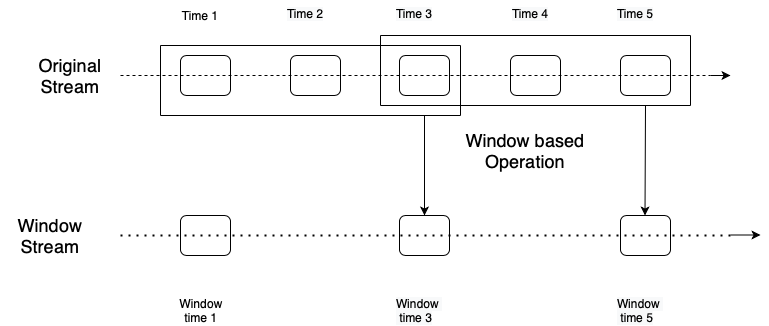 Time 1
Time 2
Time 3
Time 4
Time 5
Original
Stream
Window based
Operation
Window
Stream
Window
time 1
Window
time 3
Window
time 5